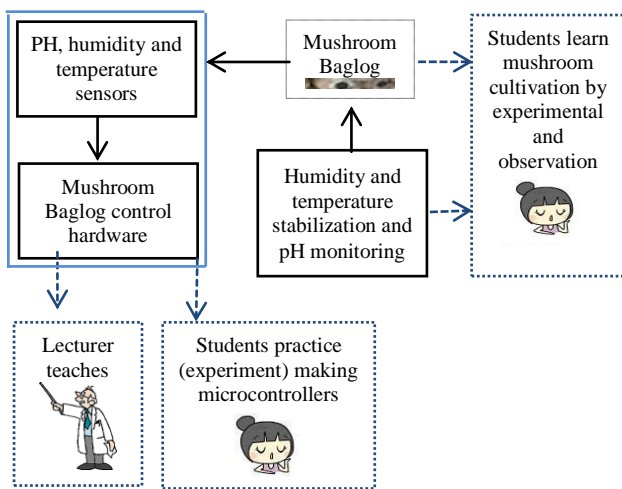 PH, humidity and
temperature
sensors
Mushroom
Baglog
Students learn
mushroom
cultivation by
experimental
and
observation
Mushroom
Baglog control
hardware
Humidity and
temperature
stabilization and
pH monitoring
Lecturer
teaches
Students practice
(experiment) making
microcontrollers